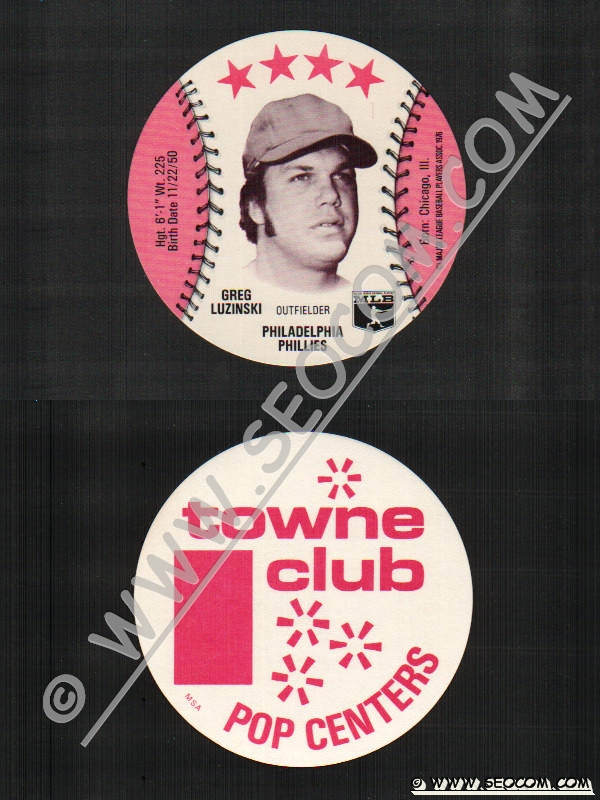 Hgt. 6'-1" Wt. 225
Birth Date 11/22/50
Born: Chicago, Ill.
© MAJOR LEAGUE BASEBALL PLAYERS ASSOC. 1976
GREG
LUZINSKI
OUTFIELDER
MLB
PHILADELPHIA
PHILLIES
towne
club
POP CENTERS
MSA
© WWW.SEOCOM.COM
© WWW.SEOCOM.COM